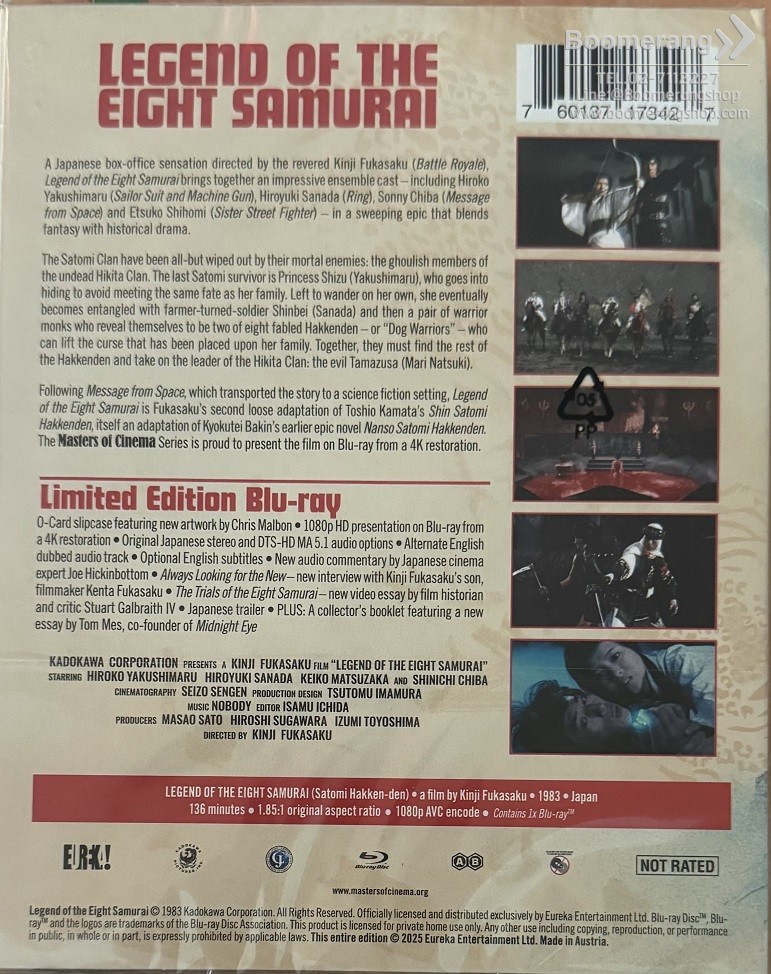 LEGEND OF THE
EIGHT SAMURAI
Boomerang
TEL.02-7112227
Line@Boomerangshop
www.boomerangshop.com
7 60137 17342 7
A Japanese box-office sensation directed by the revered Kinji Fukasaku (Battle Royale),
Legend of the Eight Samurai brings together an impressive ensemble cast – including Hiroko
Yakushimaru (Sailor Suit and Machine Gun), Hiroyuki Sanada (Ring), Sonny Chiba (Message
from Space) and Etsuko Shihomi (Sister Street Fighter) – in a sweeping epic that blends
fantasy with historical drama.
The Satomi Clan have been all-but wiped out by their mortal enemies: the ghoulish members of
the undead Hikita Clan. The last Satomi survivor is Princess Shizu (Yakushimaru), who goes into
hiding to avoid meeting the same fate as her family. Left to wander on her own, she eventually
becomes entangled with farmer-turned-soldier Shinbei (Sanada) and then a pair of warrior
monks who reveal themselves to be two of eight fabled Hakkenden – or “Dog Warriors” – who
can lift the curse that has been placed upon her family. Together, they must find the rest of
the Hakkenden and take on the leader of the Hikita Clan: the evil Tamazusa (Mari Natsuki).
Following Message from Space, which transported the story to a science fiction setting, Legend
of the Eight Samurai is Fukasaku's second loose adaptation of Toshio Kamata's Shin Satomi
Hakkenden, itself an adaptation of Kyokutei Bakin's earlier epic novel Nanso Satomi Hakkenden.
The Masters of Cinema Series is proud to present the film on Blu-ray from a 4K restoration.
05
PP
Limited Edition Blu-ray
O-Card slipcase featuring new artwork by Chris Malbon • 1080p HD presentation on Blu-ray from
a 4K restoration • Original Japanese stereo and DTS-HD MA 5.1 audio options • Alternate English
dubbed audio track • Optional English subtitles • New audio commentary by Japanese cinema
expert Joe Hickinbottom • Always Looking for the New – new interview with Kinji Fukasaku's son,
filmmaker Kenta Fukasaku • The Trials of the Eight Samurai – new video essay by film historian
and critic Stuart Galbraith IV • Japanese trailer • PLUS: A collector's booklet featuring a new
essay by Tom Mes, co-founder of Midnight Eye
KADOKAWA CORPORATION PRESENTS A KINJI FUKASAKU FILM “LEGEND OF THE EIGHT SAMURAI”
STARRING HIROKO YAKUSHIMARU HIROYUKI SANADA KEIKO MATSUZAKA AND SHINICHI CHIBA
CINEMATOGRAPHY SEIZO SENGEN PRODUCTION DESIGN TSUTOMU IMAMURA
MUSIC NOBODY EDITOR ISAMU ICHIDA
PRODUCERS MASAO SATO HIROSHI SUGAWARA IZUMI TOYOSHIMA
DIRECTED BY KINJI FUKASAKU
LEGEND OF THE EIGHT SAMURAI (Satomi Hakken-den) • a film by Kinji Fukasaku • 1983 • Japan
136 minutes • 1.85:1 original aspect ratio • 1080p AVC encode • Contains 1x Blu-ray™
EUREKA!
Blu-ray Disc
A B
NOT RATED
www.mastersofcinema.org
Legend of the Eight Samurai © 1983 Kadokawa Corporation. All Rights Reserved. Officially licensed and distributed exclusively by Eureka Entertainment Ltd. Blu-ray Disc™, Blu-
ray™ and the logos are trademarks of the Blu-ray Disc Association. This product is licensed for private home use only. Any other use including copying, reproduction, or performance
in public, in whole or in part, is expressly prohibited by applicable laws. This entire edition © 2025 Eureka Entertainment Ltd. Made in Austria.